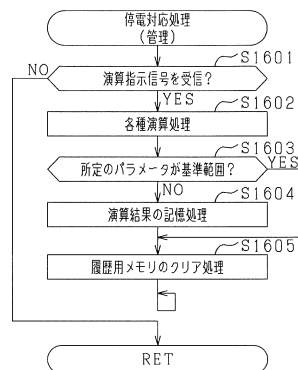 停電対応処理
(管理)
S1601
NO
演算指示信号を受信?
YES
S1602
各種演算処理
S1603
所定のパラメータが基準範囲?
YES
NO
S1604
演算結果の記憶処理
S1605
履歴用メモリのクリア処理
RET